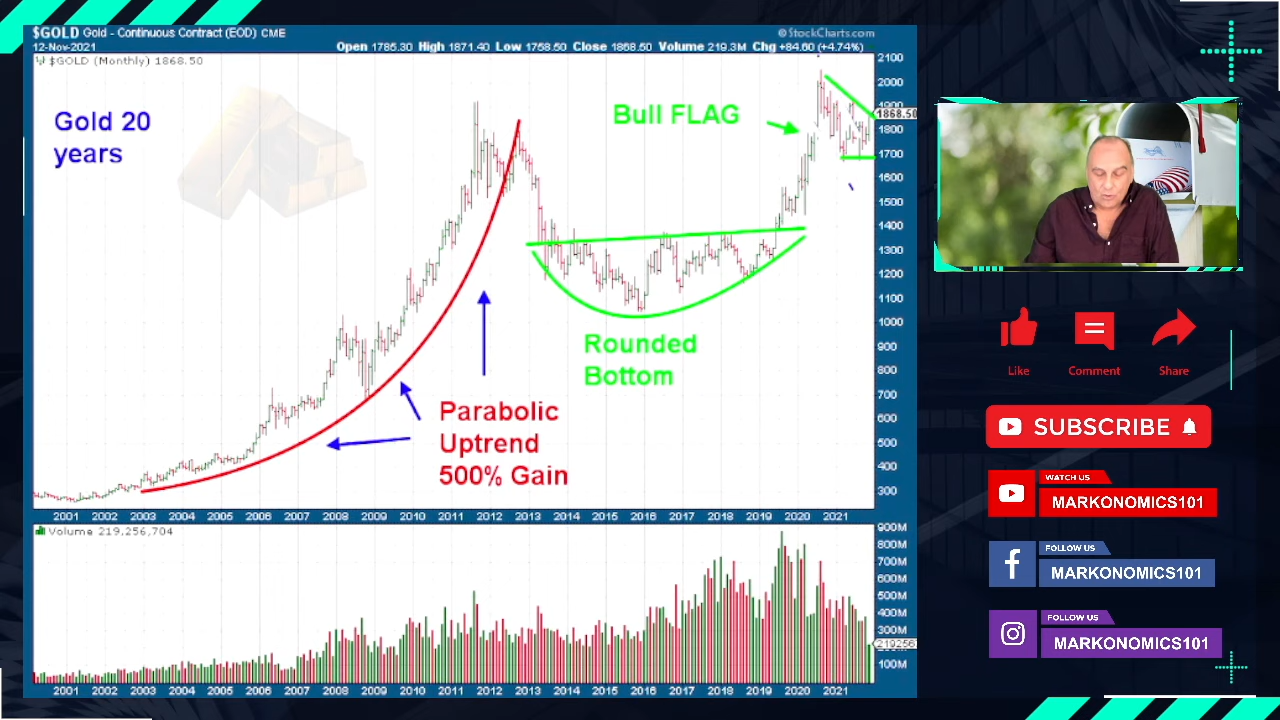 $GOLD Gold - Continuous Contract (EOD) CME
© StockCharts.com
12-Nov-2021
Open 1785.30 High 1871.40 Low 1758.50 Close 1868.50 Volume 219.3M Chg +84.60 (+4.74%)
$GOLD (Monthly) 1868.50
Gold 20
years
Bull FLAG
Rounded
Bottom
Parabolic
Uptrend
500% Gain
2100
2000
1900
1868.50
1800
1700
1600
1500
1400
1300
1200
1100
1000
900
800
700
600
500
400
300
2001 2002 2003 2004 2005 2006 2007 2008 2009 2010 2011 2012 2013 2014 2015 2016 2017 2018 2019 2020 2021
Volume 219,256,704
900M
800M
700M
600M
500M
400M
300M
219256
100M
2001 2002 2003 2004 2005 2006 2007 2008 2009 2010 2011 2012 2013 2014 2015 2016 2017 2018 2019 2020 2021
Like Comment Share
SUBSCRIBE
WATCH US
MARKONOMICS101
FOLLOW US
MARKONOMICS101
FOLLOW US
MARKONOMICS101